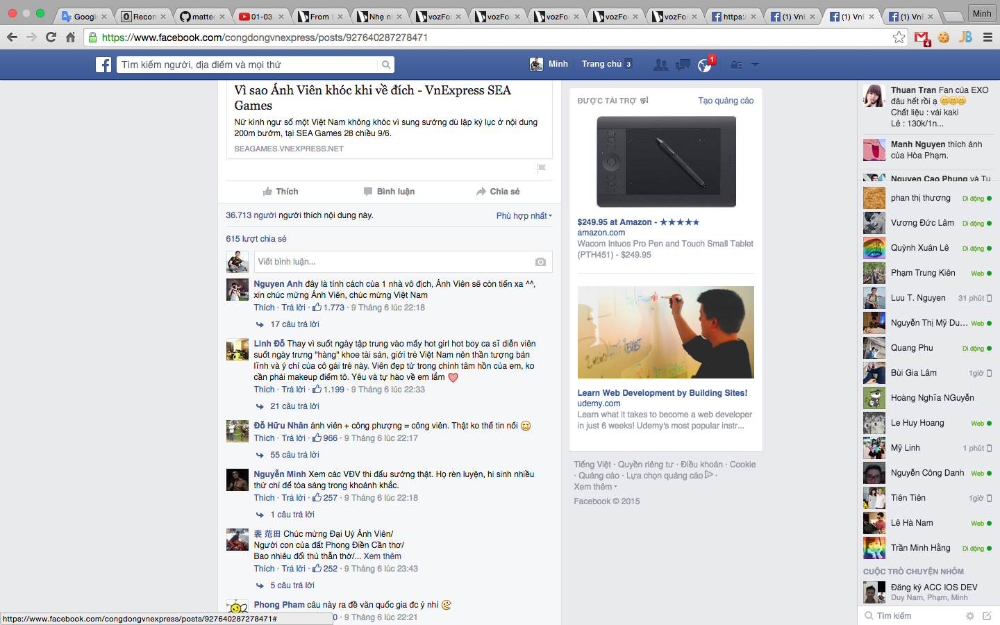 Google
Recon
matteo
01-03.
From
Nhẹ n
vozFo
vozFo
vozFo
vozFo
vozFo
https:/
(1) VnE
(1) VnE
(1) VnE
Minh
https://www.facebook.com/congdongvnexpress/posts/927640287278471
4
JB
Tìm kiếm người, địa điểm và mọi thứ
Minh
Trang chủ 3
1
Vì sao Ánh Viên khóc khi về đích - VnExpress SEA
Games
Nữ kình ngư số một Việt Nam không khóc vì sung sướng dù lập kỷ lục ở nội dung
200m bướm, tại SEA Games 28 chiều 9/6.
SEAGAMES.VNEXPRESS.NET
Thích
Bình luận
Chia sẻ
36.713 người người thích nội dung này.
Phù hợp nhất
615 lượt chia sẻ
Viết bình luận...
Nguyen Anh đây là tính cách của 1 nhà vô địch, Ánh Viên sẽ còn tiến xa ^^,
xin chúc mừng Ánh Viên, chúc mừng Việt Nam
Thích · Trả lời · 1.773 · 9 Tháng 6 lúc 22:18
17 câu trả lời
Linh Đỗ Thay vì suốt ngày tập trung vào mấy hot girl hot boy ca sĩ diễn viên
suốt ngày trưng "hàng" khoe tài sản, giới trẻ Việt Nam nên thần tượng bản
lĩnh và ý chí của cô gái trẻ này. Viên đẹp từ trong chính tâm hồn của em, ko
cần phải makeup điểm tô. Yêu và tự hào về em lắm ❤
Thích · Trả lời · 1.199 · 9 Tháng 6 lúc 22:33
21 câu trả lời
Đỗ Hữu Nhân ánh viên + công phượng = công viên. Thật ko thể tin nổi 😊
Thích · Trả lời · 966 · 9 Tháng 6 lúc 22:17
55 câu trả lời
Nguyễn Minh Xem các VĐV thi đấu sướng thật. Họ rèn luyện, hi sinh nhiều
thứ chỉ để tỏa sáng trong khoảnh khắc.
Thích · Trả lời · 257 · 9 Tháng 6 lúc 22:18
1 câu trả lời
裴 范田 Chúc mừng Đại Uý Ánh Viên/
Người con của đất Phong Điền Cần thơ/
Bao nhiêu đối thủ thẫn thờ/... Xem thêm
Thích · Trả lời · 252 · 9 Tháng 6 lúc 23:43
5 câu trả lời
Phong Pham câu này ra đề văn quốc gia đc ý nhỉ
0 · 9 Tháng 6 lúc 22:21
https://www.facebook.com/congdongvnexpress/posts/927640287278471#
ĐƯỢC TÀI TRỢ
Tạo quảng cáo
$249.95 at Amazon - ★★★★★
amazon.com
Wacom Intuos Pro Pen and Touch Small Tablet
(PTH451) - $249.95
Learn Web Development by Building Sites!
udemy.com
Learn what it takes to become a web developer
in just 6 weeks! Udemy's most popular instr...
Tiếng Việt · Quyền riêng tư · Điều khoản · Cookie
· Quảng cáo · Lựa chọn quảng cáo ·
Xem thêm
Facebook © 2015
Thuan Tran Fan của EXO
đâu hết rồi ạ 😁😁😁
Chất liệu : vải kaki
Lẻ : 130k/1n...
Manh Nguyen thích ảnh
của Hòa Phạm.
Nguyen Cao Phung và Tu
phan thị thương Di động
Vương Đức Lâm Di động
Quỳnh Xuân Lê Di động
Phạm Trung Kiên Web
Luu T. Nguyen 31 phút
Nguyễn Thị Mỹ Du... Web
Quang Phu Di động
Bùi Gia Lâm 1giờ
Hoàng Nghĩa NGuyễn
Le Huy Hoang Web
Mỹ Linh 1 phút
Nguyễn Công Danh Web
Tiên Tiên 1giờ
Lê Hà Nam Web
Trần Minh Hằng Di động
CUỘC TRÒ CHUYỆN NHÓM
Đăng ký ACC IOS DEV
Duy Nam, Phạm, Minh
Tìm kiếm